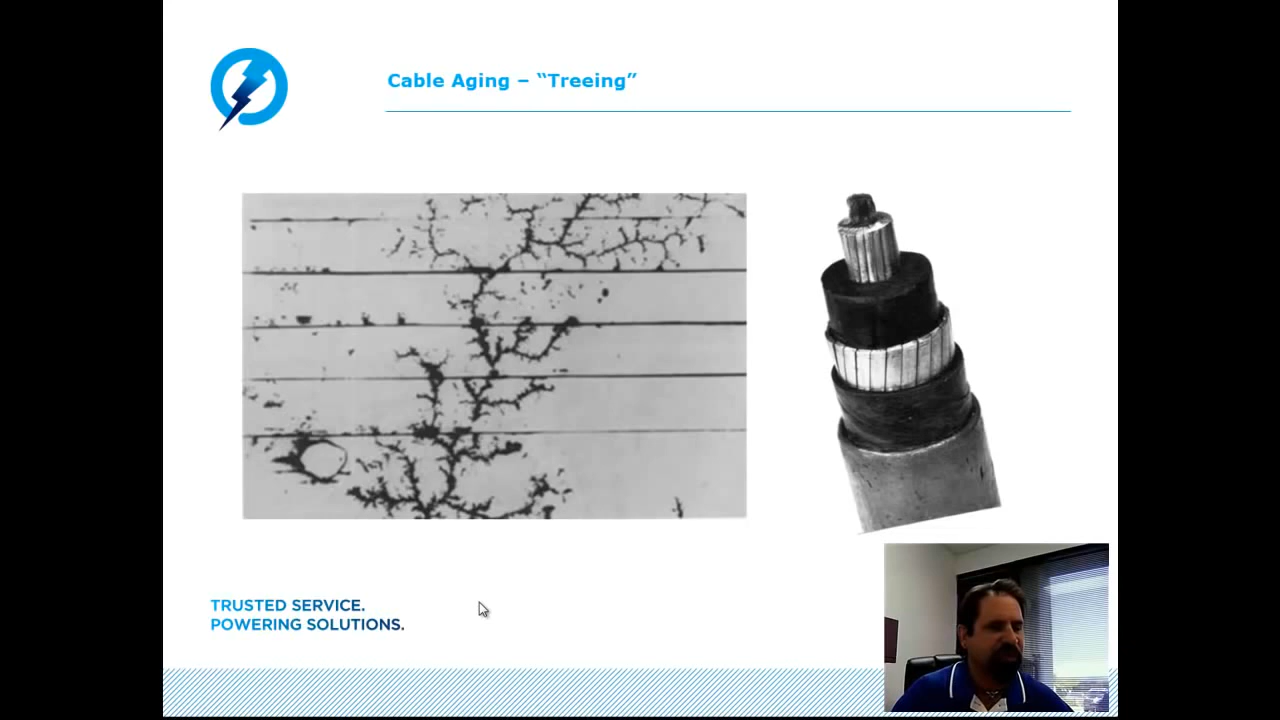 Cable Aging – “Treeing”
TRUSTED SERVICE.
POWERING SOLUTIONS.